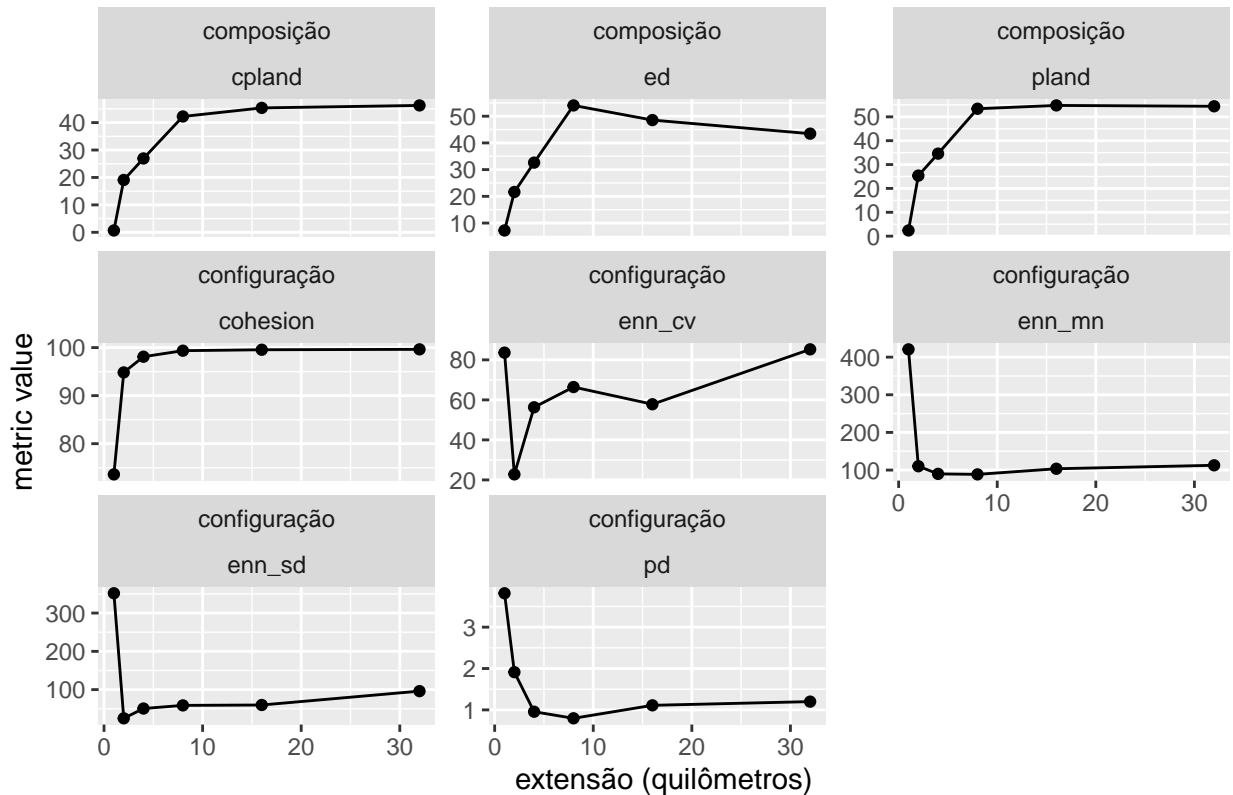 composição
cpland
40
30
20
10
0
composição
ed
50
40
30
20
10
composição
pland
50
40
30
20
10
0
configuração
cohesion
100
90
80
configuração
enn_cv
80
60
40
20
configuração
enn_mn
400
300
200
100
0 10 20 30
configuração
enn_sd
300
200
100
0 10 20 30
configuração
pd
3
2
1
0 10 20 30
metric value
extensão (quilômetros)